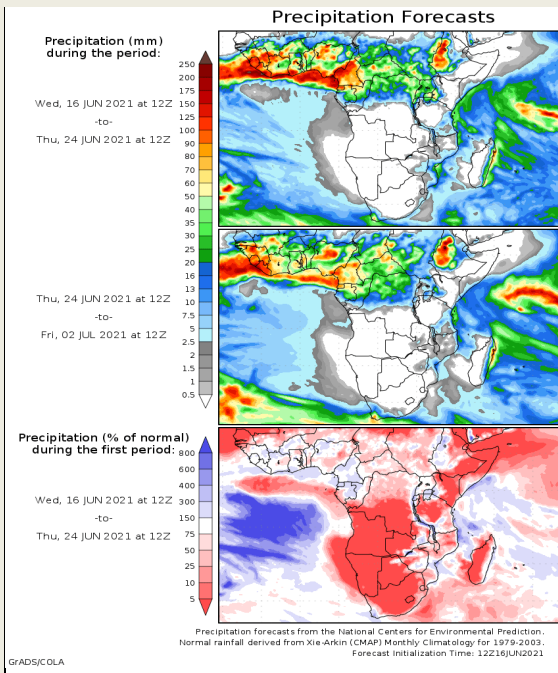 Precipitation Forecasts
Precipitation (mm)
during the period:
Wed, 16 JUN 2021 at 12Z
-to-
Thu, 24 JUN 2021 at 12Z
250
200
175
150
125
100
90
80
70
60
50
40
35
30
25
20
16
13
10
7.5
5
2.5
2
1.5
1
0.5
Thu, 24 JUN 2021 at 12Z
-to-
Fri, 02 JUL 2021 at 12Z
Precipitation (% of normal)
during the first period:
Wed, 16 JUN 2021 at 12Z
-to-
Thu, 24 JUN 2021 at 12Z
800
600
400
300
150
75
50
25
10
5
Precipitation forecasts from the National Centers for Environmental Prediction.
Normal rainfall derived from Xie-Arkin (CMAP) Monthly Climatology for 1979-2003.
Forecast Initialization Time: 12Z16JUN2021
GrADS/COLA